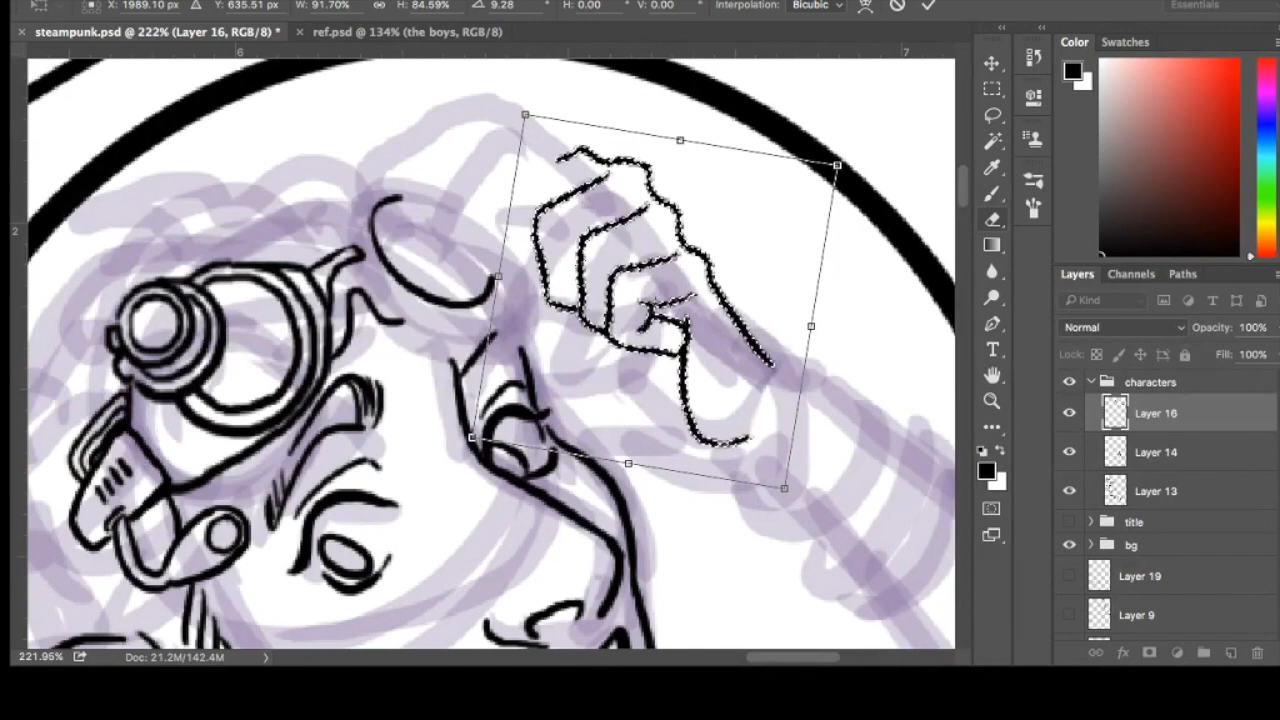 X: 1989.10 px Y: 635.51 px W: 91.70% H: 84.59% 9.28 ° H: 0.00 ° V: 0.00 ° Interpolation: Bicubic Essentials
× steampunk.psd @ 222% (Layer 16, RGB/8) * × ref.psd @ 134% (the boys, RGB/8)
6 7
2
Color Swatches
Layers Channels Paths
Kind
Normal Opacity: 100%
Lock: Fill: 100%
characters
Layer 16
Layer 14
Layer 13
title
bg
Layer 19
Layer 9
221.95% Doc: 21.2M/142.4M